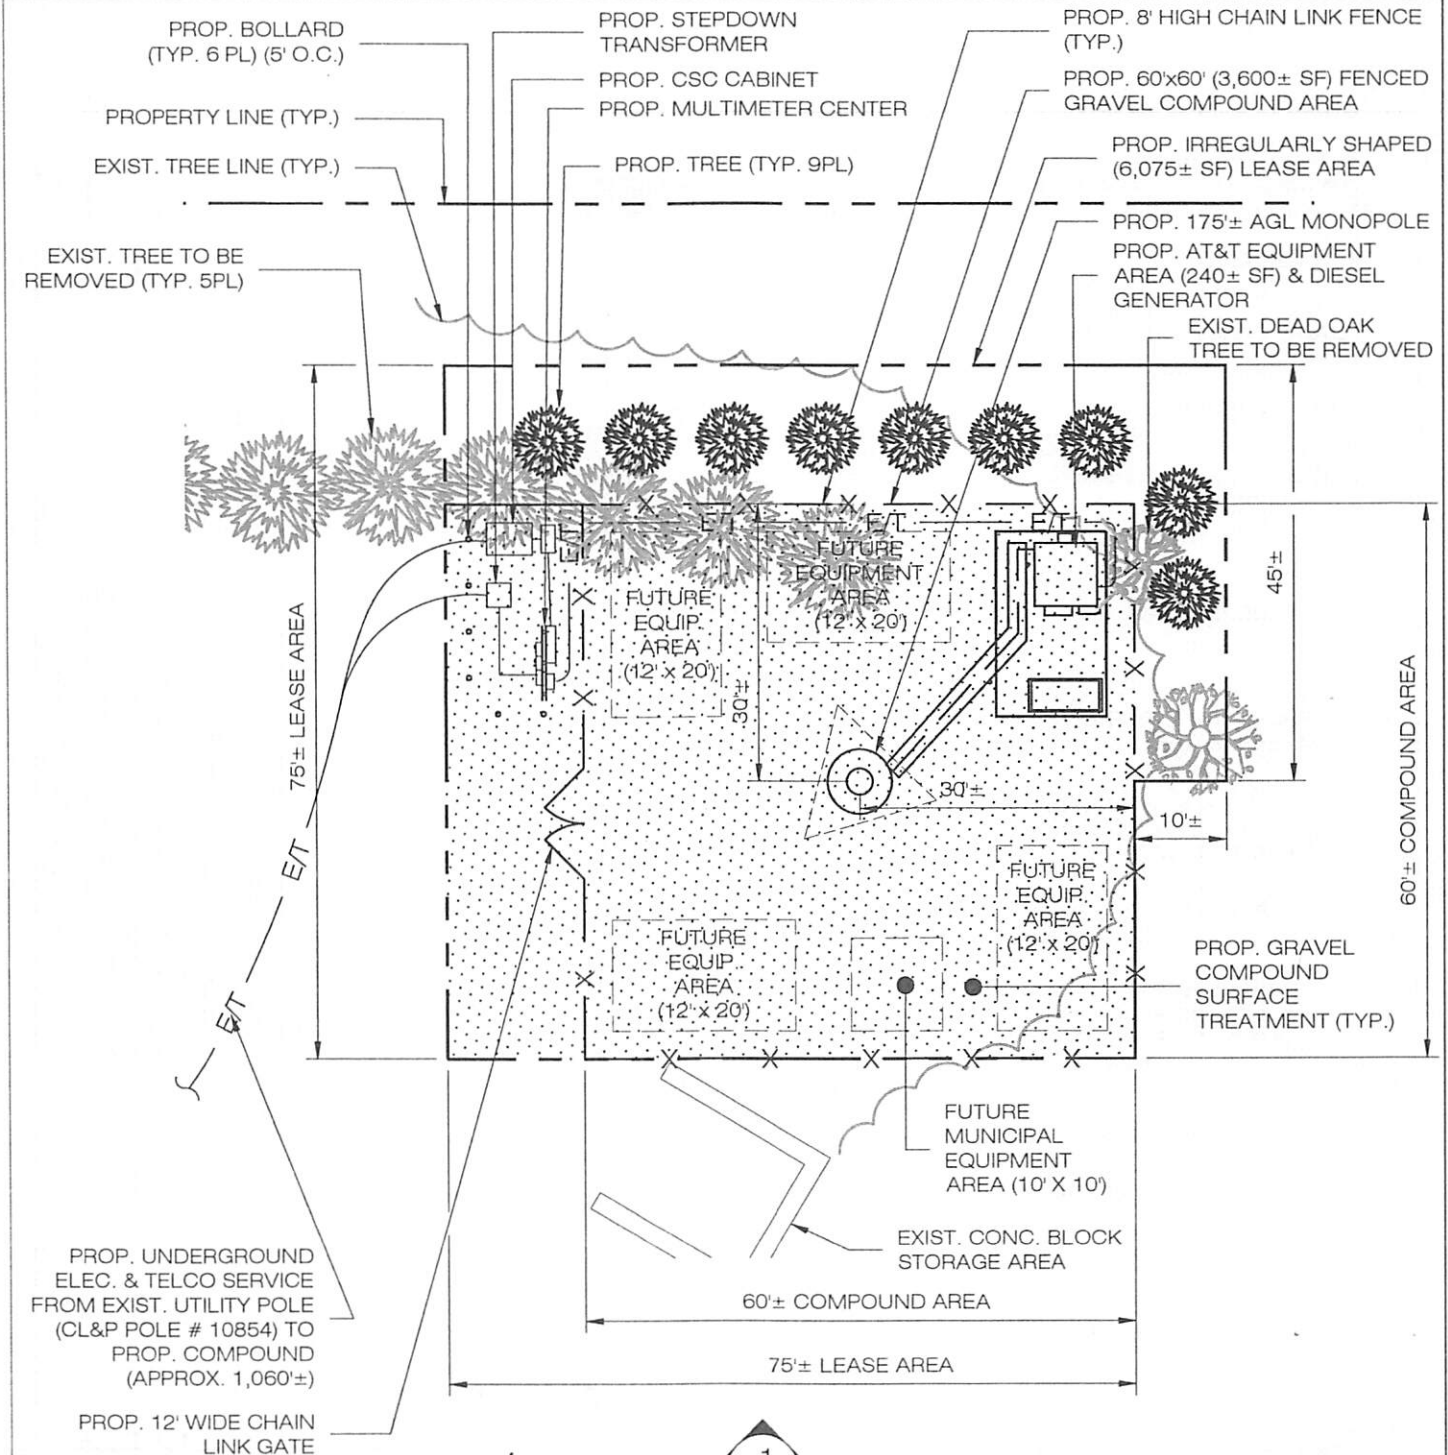 PROP. BOLLARD
(TYP. 6 PL) (5' O.C.)
PROPERTY LINE (TYP.)
EXIST. TREE LINE (TYP.)
EXIST. TREE TO BE
REMOVED (TYP. 5PL)
PROP. STEPDOWN
TRANSFORMER
PROP. CSC CABINET
PROP. MULTIMETER CENTER
PROP. TREE (TYP. 9PL)
PROP. 8' HIGH CHAIN LINK FENCE
(TYP.)
PROP. 60'x60' (3,600± SF) FENCED
GRAVEL COMPOUND AREA
PROP. IRREGULARLY SHAPED
(6,075± SF) LEASE AREA
PROP. 175'± AGL MONOPOLE
PROP. AT&T EQUIPMENT
AREA (240± SF) & DIESEL
GENERATOR
EXIST. DEAD OAK
TREE TO BE REMOVED
E/T
E/T
E/T
E/T
FUTURE
EQUIPMENT
AREA
(12' x 20')
FUTURE
EQUIP.
AREA
(12' x 20')
30'±
45'±
75'± LEASE AREA
60'± COMPOUND AREA
30'±
10'±
E/T
E/T
FUTURE
EQUIP.
AREA
(12' x 20')
FUTURE
EQUIP.
AREA
(12' x 20')
PROP. GRAVEL
COMPOUND
SURFACE
TREATMENT (TYP.)
FUTURE
MUNICIPAL
EQUIPMENT
AREA (10' X 10')
EXIST. CONC. BLOCK
STORAGE AREA
PROP. UNDERGROUND
ELEC. & TELCO SERVICE
FROM EXIST. UTILITY POLE
(CL&P POLE # 10854) TO
PROP. COMPOUND
(APPROX. 1,060'±)
PROP. 12' WIDE CHAIN
LINK GATE
60'± COMPOUND AREA
75'± LEASE AREA
1